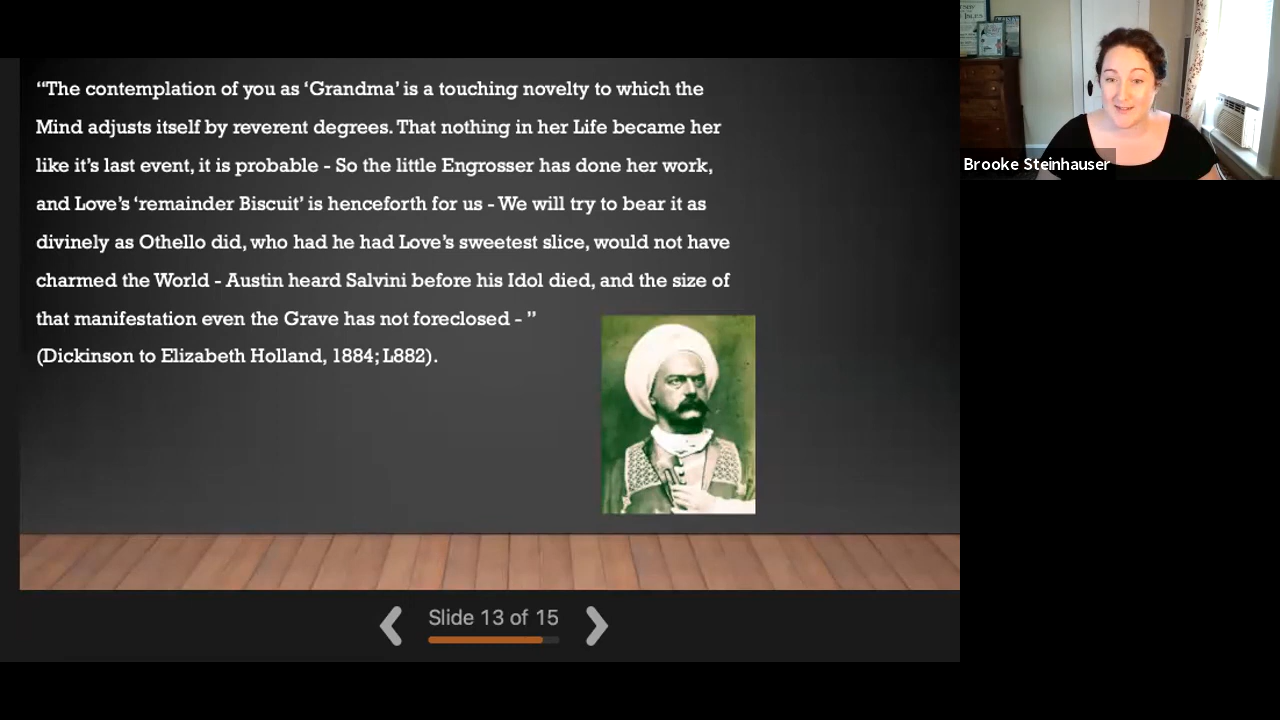 “The contemplation of you as ‘Grandma’ is a touching novelty to which the
Mind adjusts itself by reverent degrees. That nothing in her Life became her
like it’s last event, it is probable - So the little Engrosser has done her work,
and Love’s ‘remainder Biscuit’ is henceforth for us - We will try to bear it as
divinely as Othello did, who had he had Love’s sweetest slice, would not have
charmed the World - Austin heard Salvini before his Idol died, and the size of
that manifestation even the Grave has not foreclosed - ”
(Dickinson to Elizabeth Holland, 1884; L882).
Slide 13 of 15
Brooke Steinhauser